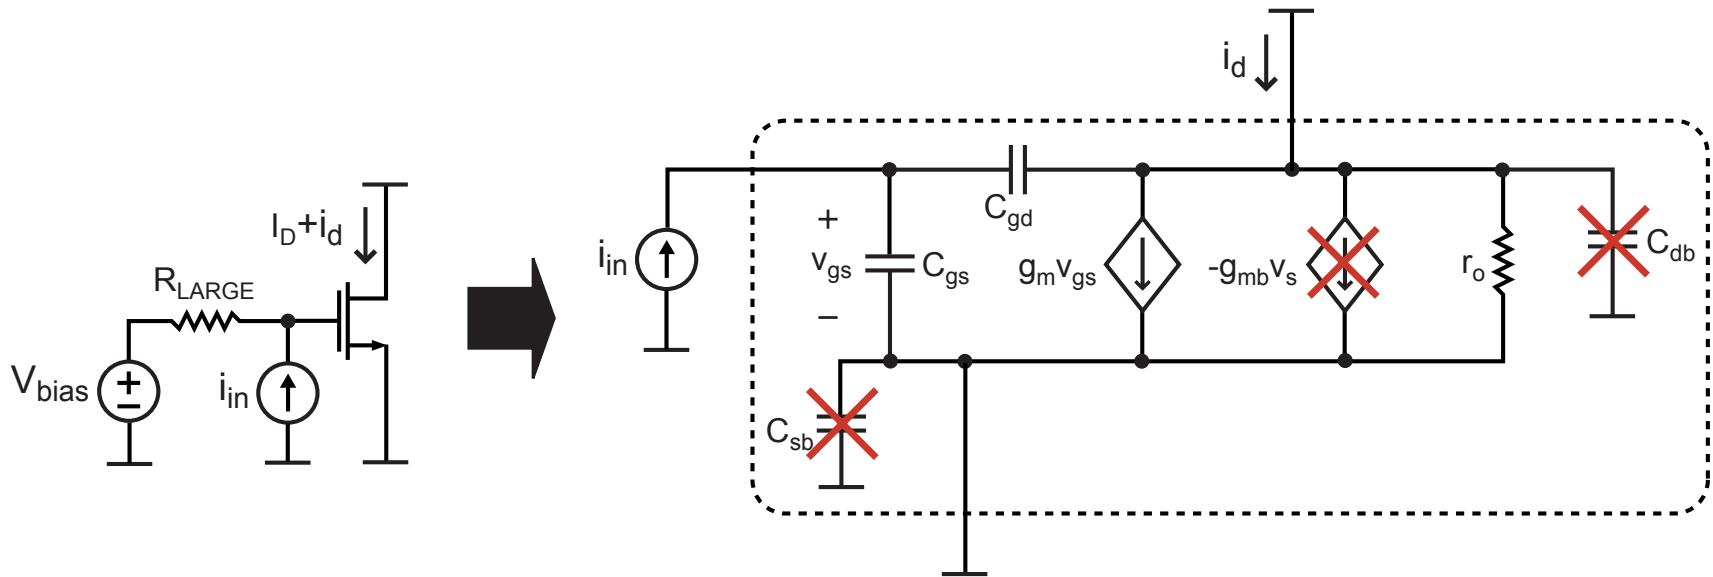 i_d
I_D+i_d
R_LARGE
V_bias
i_in
i_in
+
v_gs
−
C_gs
C_gd
g_mv_gs
-g_mbv_s
r_o
C_db
C_sb